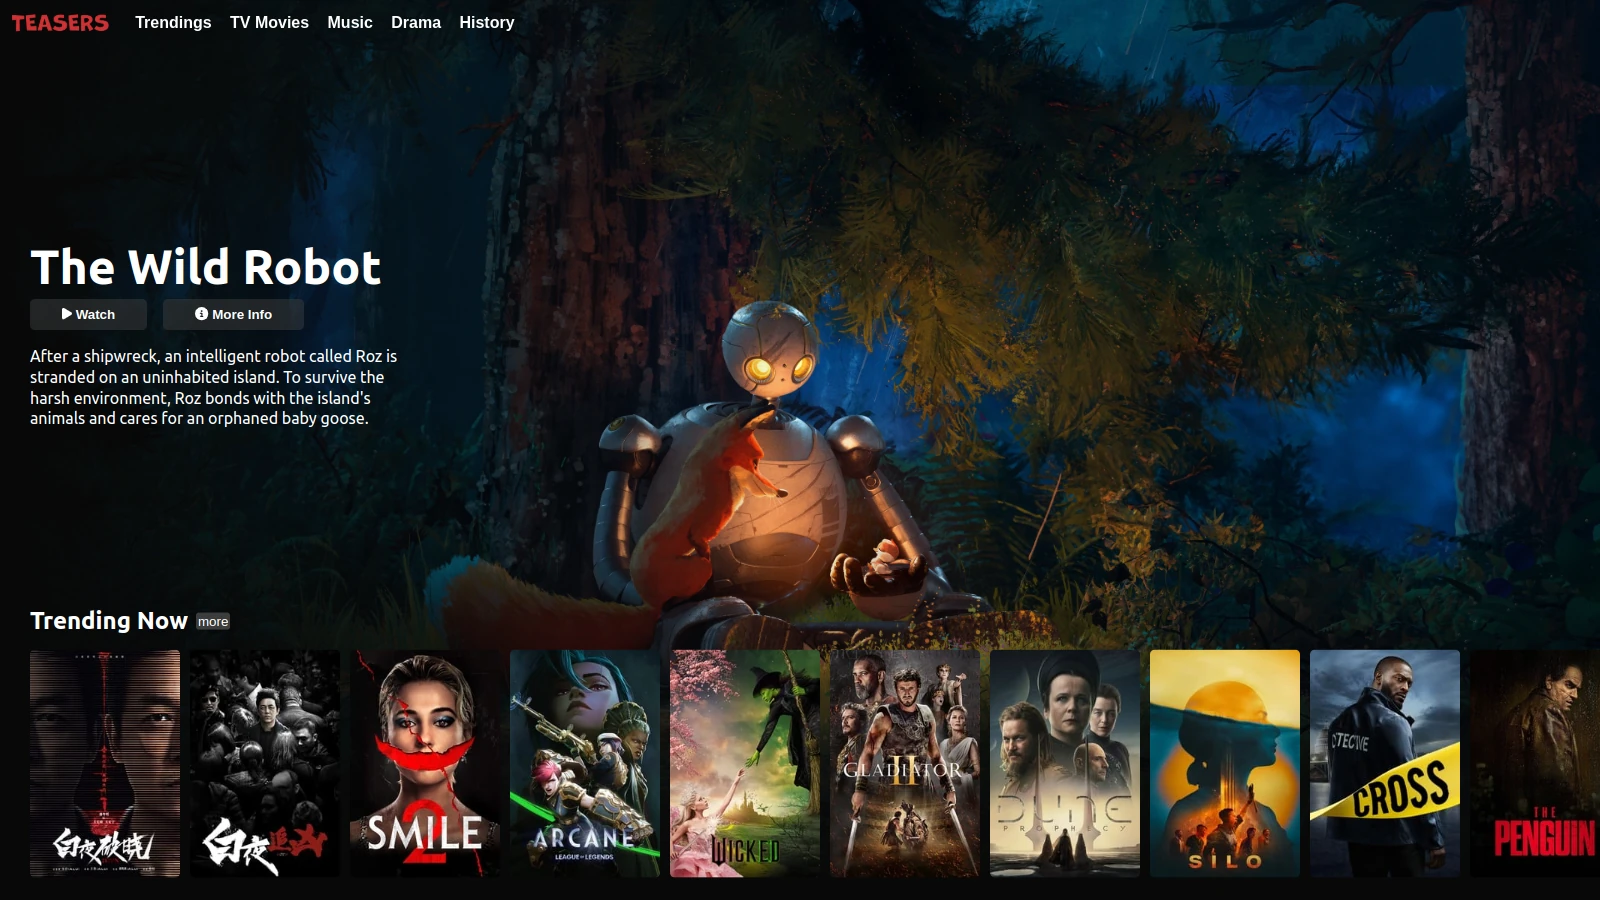 TEASERS Trendings TV Movies Music Drama History
The Wild Robot
Watch More Info
After a shipwreck, an intelligent robot called Roz is
stranded on an uninhabited island. To survive the
harsh environment, Roz bonds with the island's
animals and cares for an orphaned baby goose.
Trending Now more
白夜破晓
白夜追凶
SMILE
2
ARCANE
LEAGUE OF LEGENDS
WICKED
GLADIATOR
II
DUNE
PROPHECY
SILO
DETECTIVE
CROSS
THE
PENGUIN